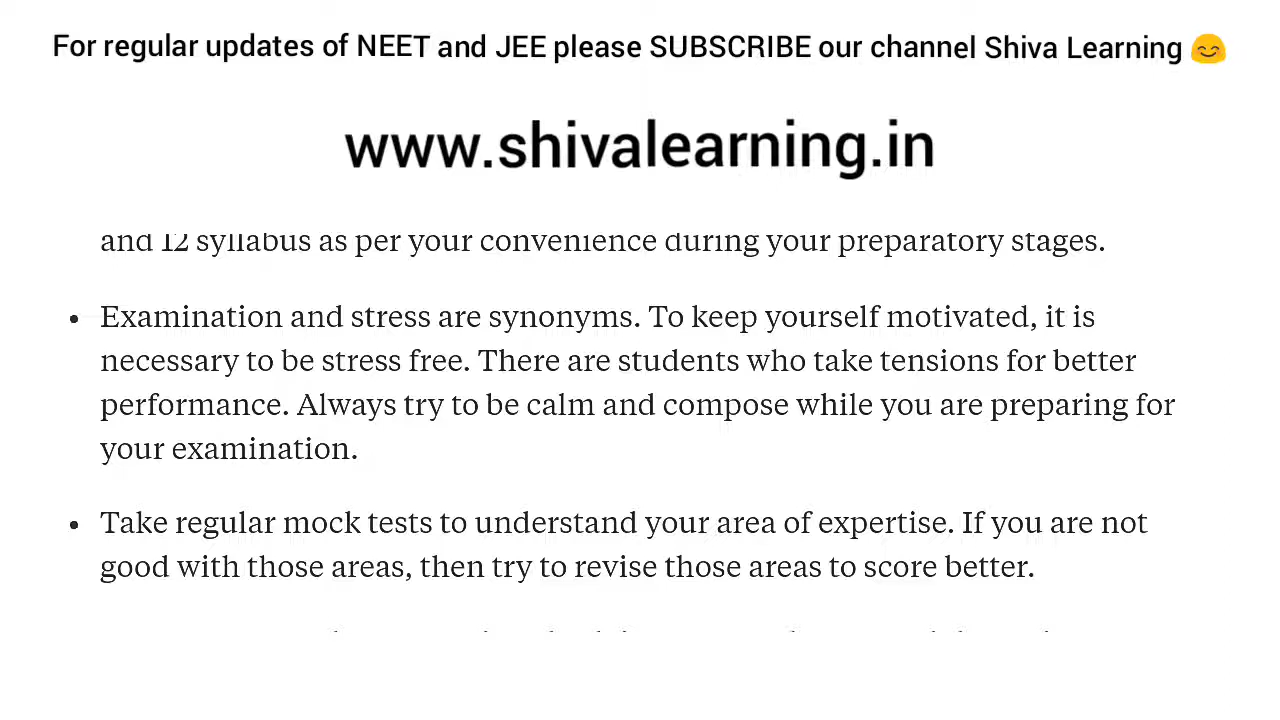 For regular updates of NEET and JEE please SUBSCRIBE our channel Shiva Learning 😊
www.shivalearning.in
and 12 syllabus as per your convenience during your preparatory stages.
• Examination and stress are synonyms. To keep yourself motivated, it is
necessary to be stress free. There are students who take tensions for better
performance. Always try to be calm and compose while you are preparing for
your examination.
• Take regular mock tests to understand your area of expertise. If you are not
good with those areas, then try to revise those areas to score better.